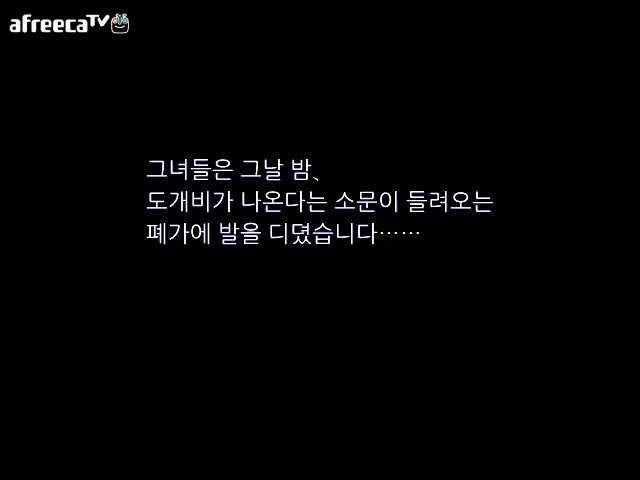 afreecaTV
그녀들은 그날 밤、
도개비가 나온다는 소문이 들려오는
폐가에 발을 디뎠습니다……